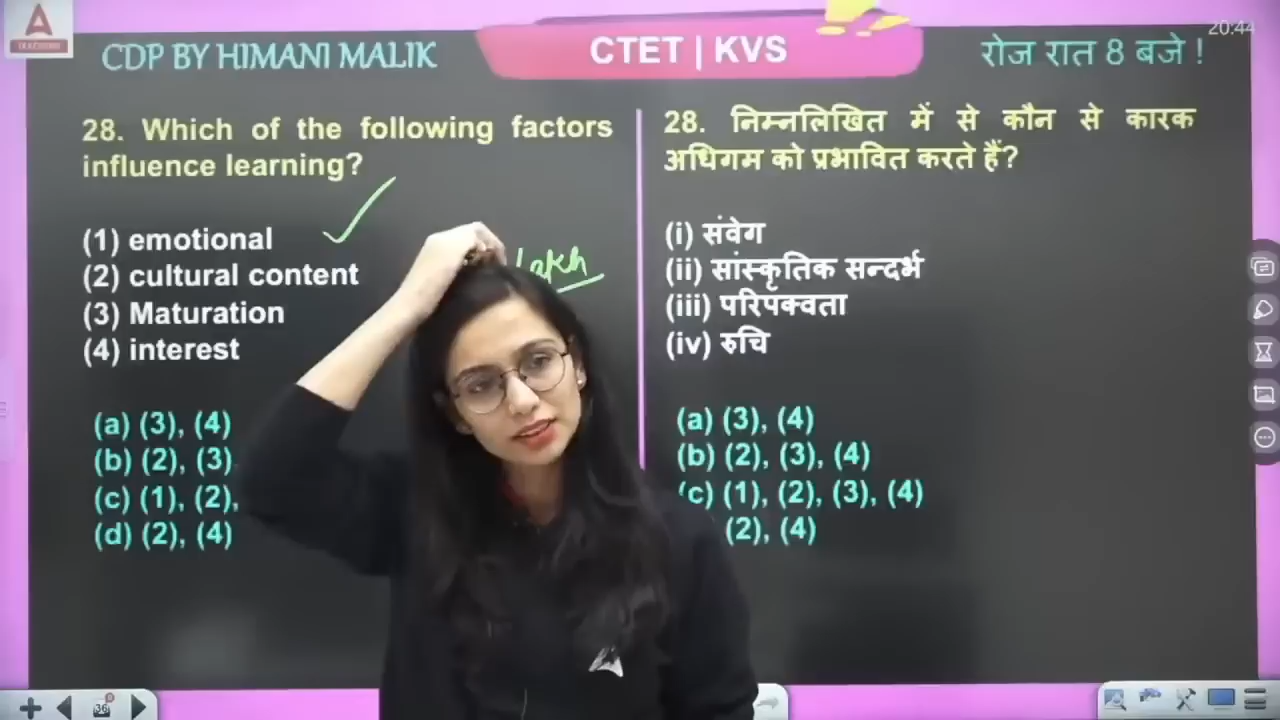 20:44
A
TEACHING
CDP BY HIMANI MALIK
CTET | KVS
रोज रात 8 बजे !
28. Which of the following factors
influence learning?
(1) emotional
(2) cultural content
(3) Maturation
(4) interest
(a) (3), (4)
(b) (2), (3)
(c) (1), (2),
(d) (2), (4)
28. निम्नलिखित में से कौन से कारक
अधिगम को प्रभावित करते हैं?
(i) संवेग
(ii) सांस्कृतिक सन्दर्भ
(iii) परिपक्वता
(iv) रुचि
(a) (3), (4)
(b) (2), (3), (4)
(c) (1), (2), (3), (4)
(2), (4)
36